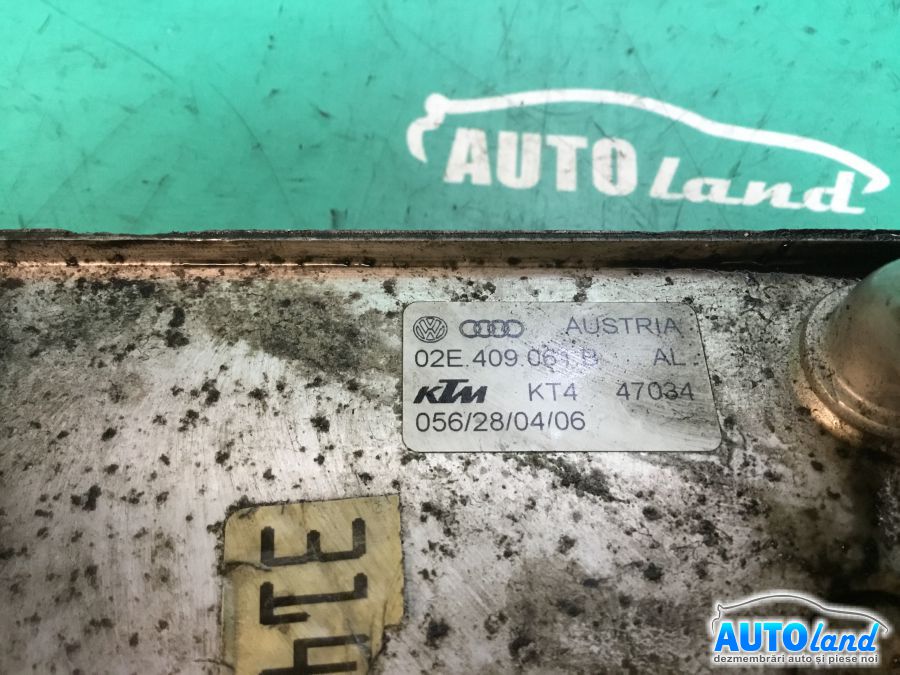 AUTO land
AUSTRIA
02E 409 061 B AL
KTM KT4 47034
056/28/04/06
AUTOland
dezmembrări auto și piese noi